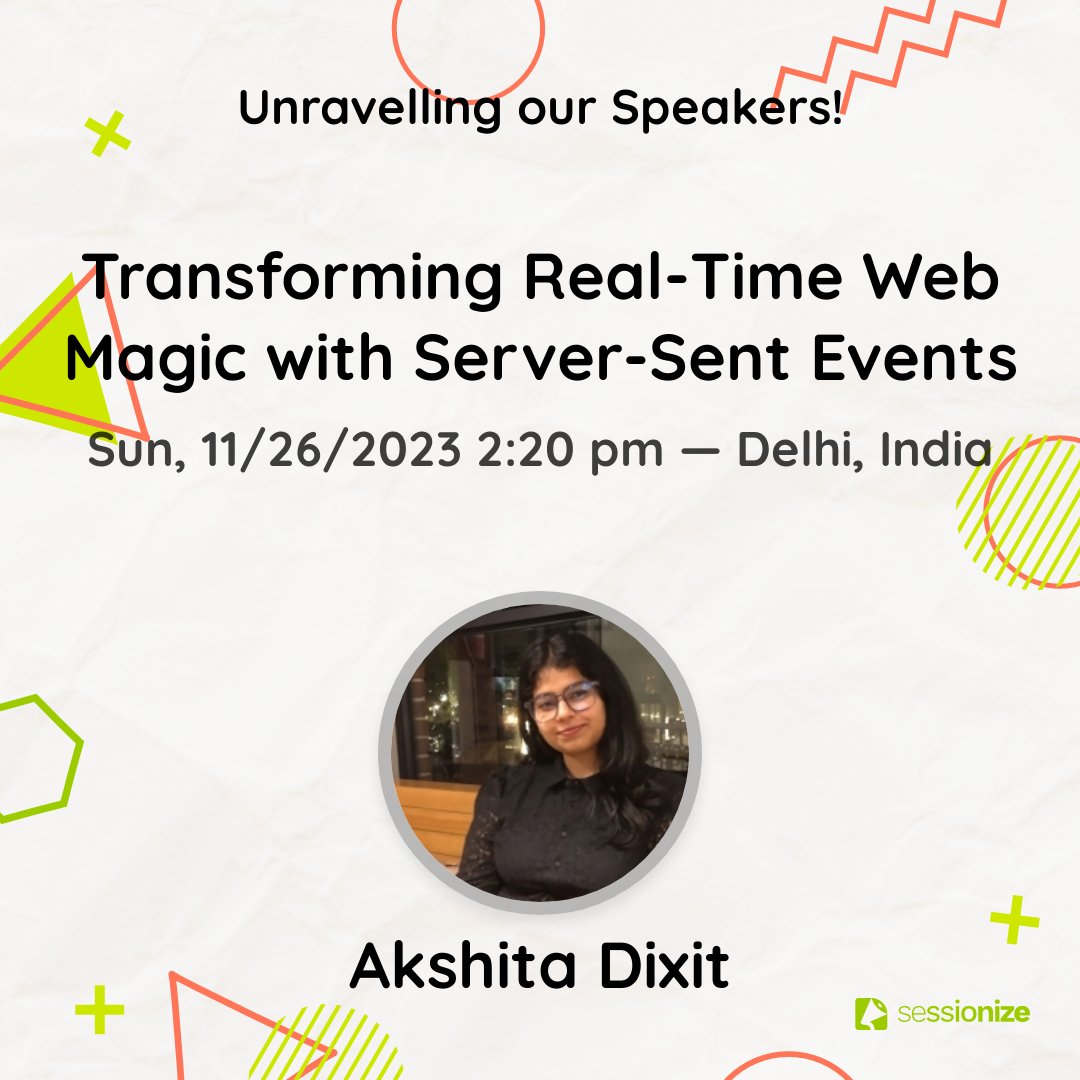 Unravelling our Speakers!
Transforming Real-Time Web
Magic with Server-Sent Events
Sun, 11/26/2023 2:20 pm — Delhi, India
Akshita Dixit
sessionize